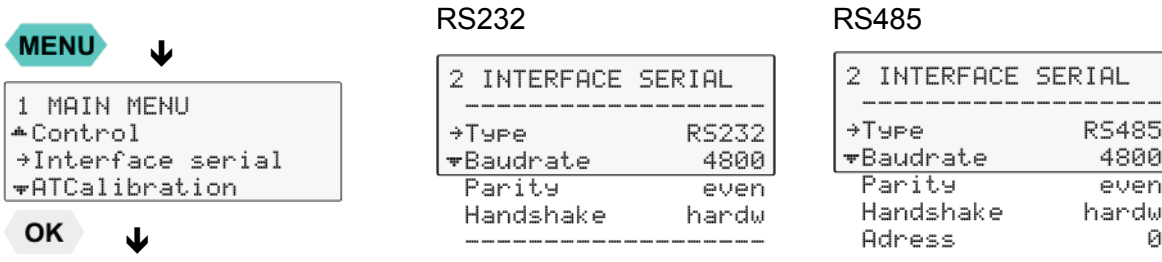 MENU
1 MAIN MENU
Control
→Interface serial
ATCalibration
OK
RS232
2 INTERFACE SERIAL
--------------------
→Type RS232
Baudrate 4800
Parity even
Handshake hardw
--------------------
RS485
2 INTERFACE SERIAL
--------------------
→Type RS485
Baudrate 4800
Parity even
Handshake hardw
Adress 0